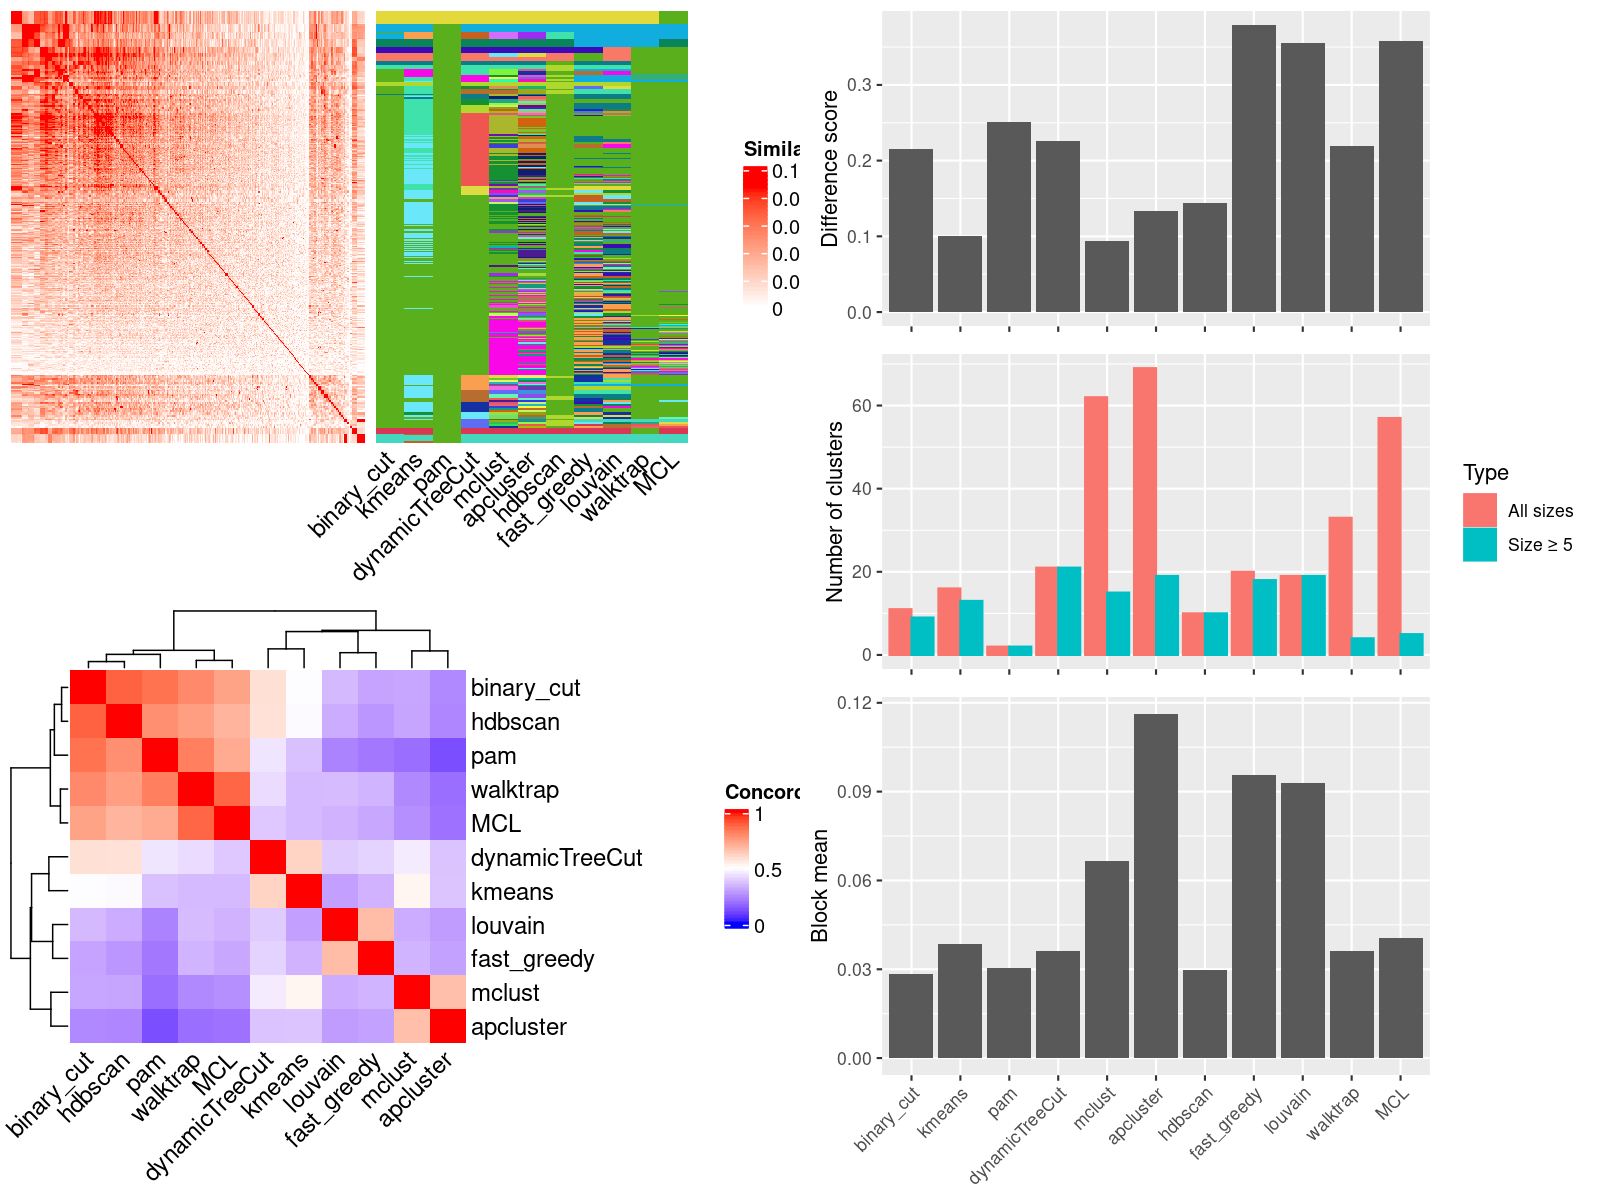 Simila
0.1
0.0
0.0
0.0
0.0
0
binary_cut
kmeans
pam
dynamicTreeCut
mclust
apcluster
hdbscan
fast_greedy
louvain
walktrap
MCL
binary_cut
hdbscan
pam
walktrap
MCL
dynamicTreeCut
kmeans
louvain
fast_greedy
mclust
apcluster
binary_cut
hdbscan
pam
walktrap
MCL
dynamicTreeCut
kmeans
louvain
fast_greedy
mclust
apcluster
Concord
1
0.5
0
Difference score
0.3
0.2
0.1
0.0
Number of clusters
60
40
20
0
Type
All sizes
Size ≥ 5
Block mean
0.12
0.09
0.06
0.03
0.00
binary_cut
kmeans
pam
dynamicTreeCut
mclust
apcluster
hdbscan
fast_greedy
louvain
walktrap
MCL